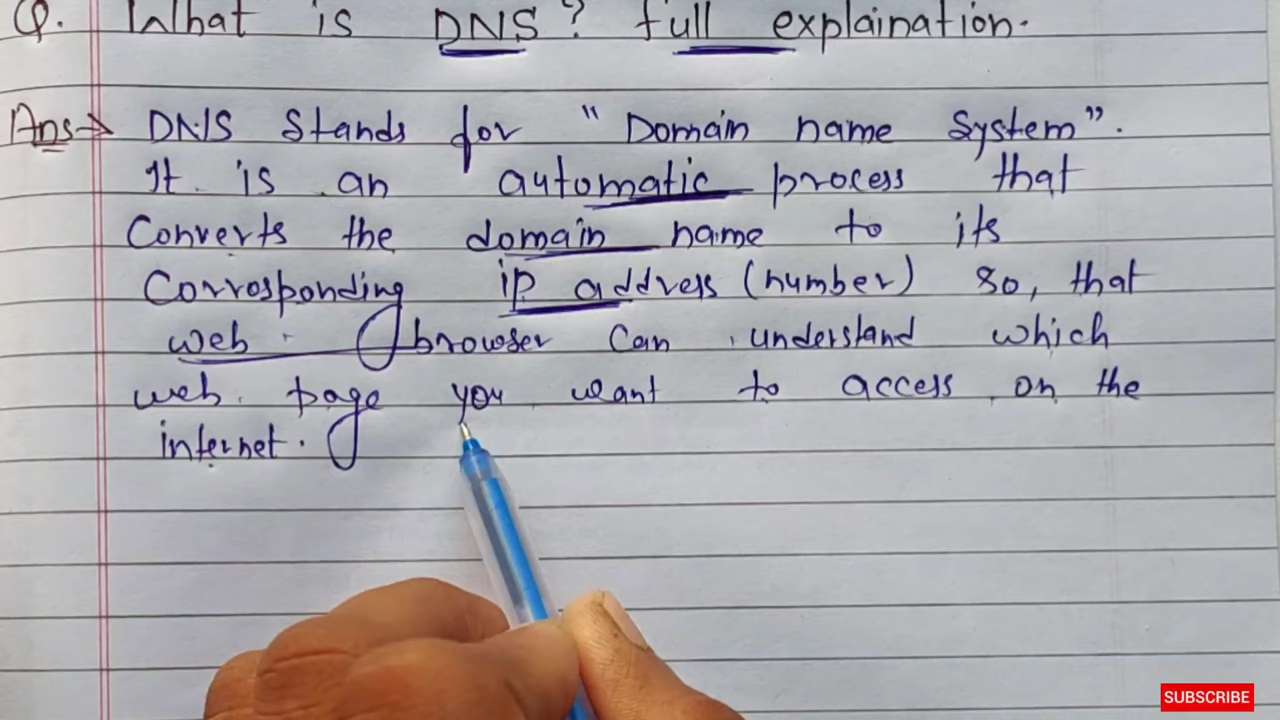 Q. What is DNS? full explaination.
Ans→ DNS Stands for "Domain name System".
It is an automatic process that
Converts the domain name to its
Corrosponding ip address (number) so, that
web browser can understand which
web page you want to access on the
internet.
SUBSCRIBE